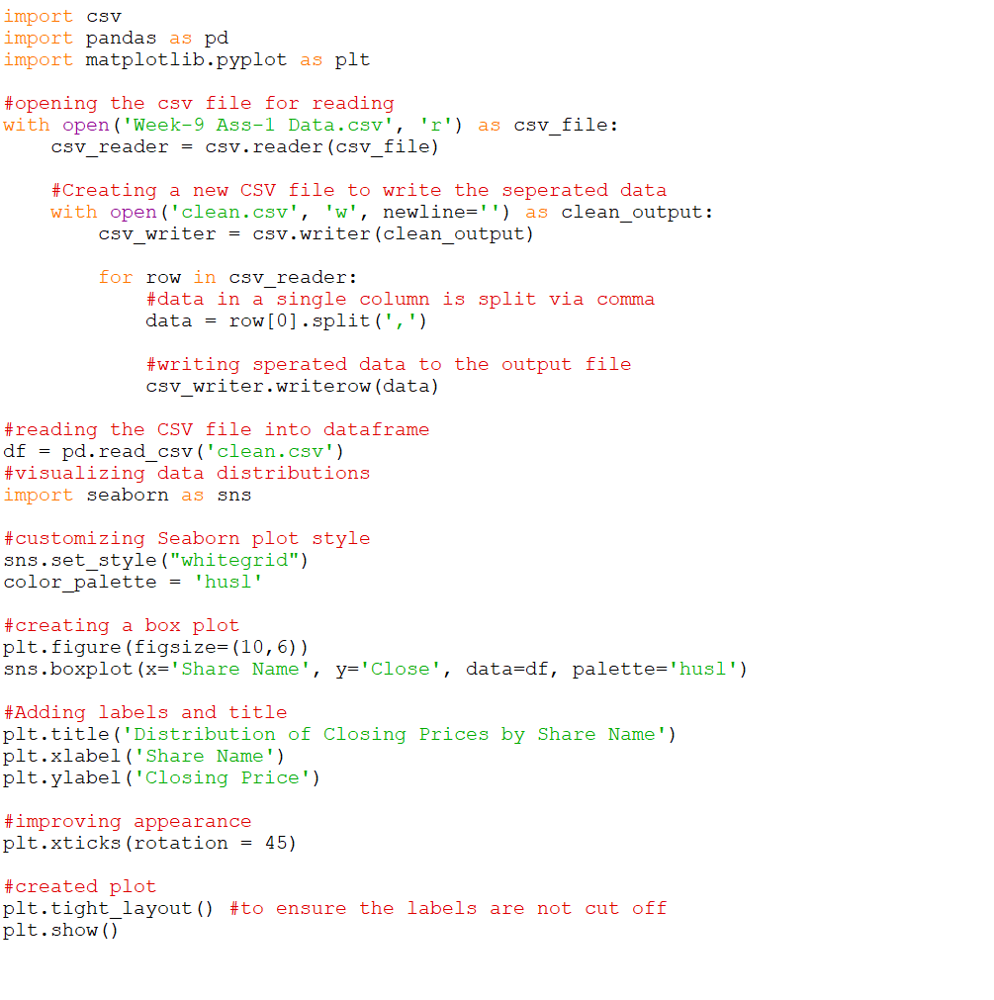 import csv
import pandas as pd
import matplotlib.pyplot as plt

#opening the csv file for reading
with open('Week-9 Ass-1 Data.csv', 'r') as csv_file:
    csv_reader = csv.reader(csv_file)

    #Creating a new CSV file to write the seperated data
    with open('clean.csv', 'w', newline='') as clean_output:
        csv_writer = csv.writer(clean_output)

        for row in csv_reader:
            #data in a single column is split via comma
            data = row[0].split(',')

            #writing sperated data to the output file
            csv_writer.writerow(data)

#reading the CSV file into dataframe
df = pd.read_csv('clean.csv')
#visualizing data distributions
import seaborn as sns

#customizing Seaborn plot style
sns.set_style("whitegrid")
color_palette = 'husl'

#creating a box plot
plt.figure(figsize=(10,6))
sns.boxplot(x='Share Name', y='Close', data=df, palette='husl')

#Adding labels and title
plt.title('Distribution of Closing Prices by Share Name')
plt.xlabel('Share Name')
plt.ylabel('Closing Price')

#improving appearance
plt.xticks(rotation = 45)

#created plot
plt.tight_layout() #to ensure the labels are not cut off
plt.show()